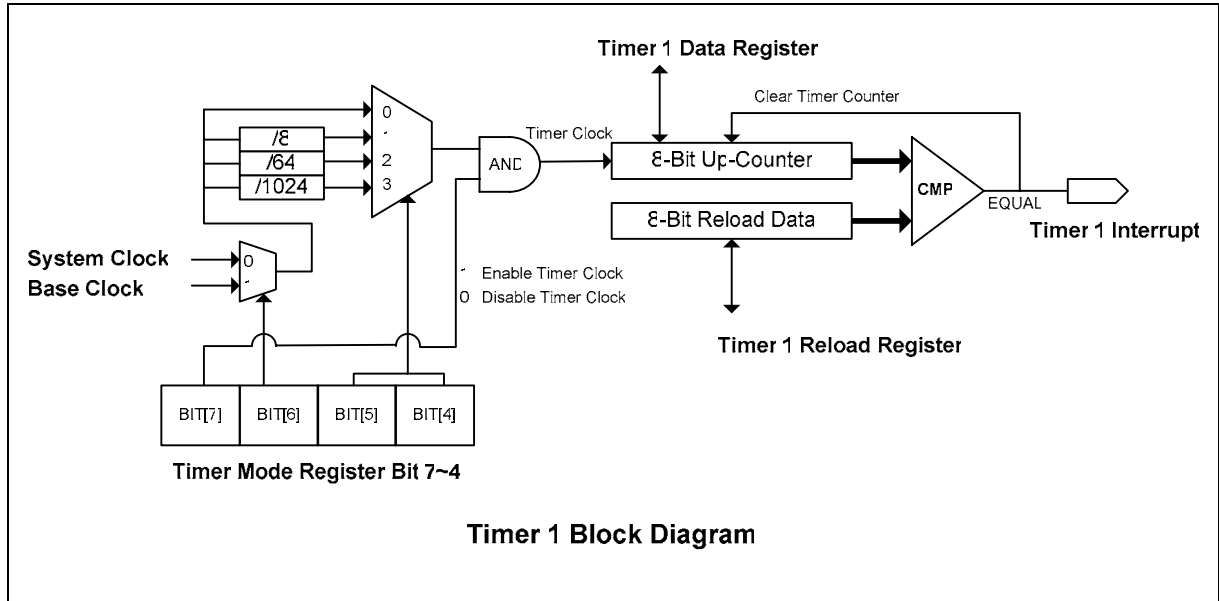 Timer 1 Data Register
Clear Timer Counter
0
/8
/64
2
/1024
3
AND
Timer Clock
8-Bit Up-Counter
CMP
EQUAL
8-Bit Reload Data
Timer 1 Interrupt
System Clock
0
Base Clock
Enable Timer Clock
0 Disable Timer Clock
Timer 1 Reload Register
BIT[7]
BIT[6]
BIT[5]
BIT[4]
Timer Mode Register Bit 7~4
Timer 1 Block Diagram